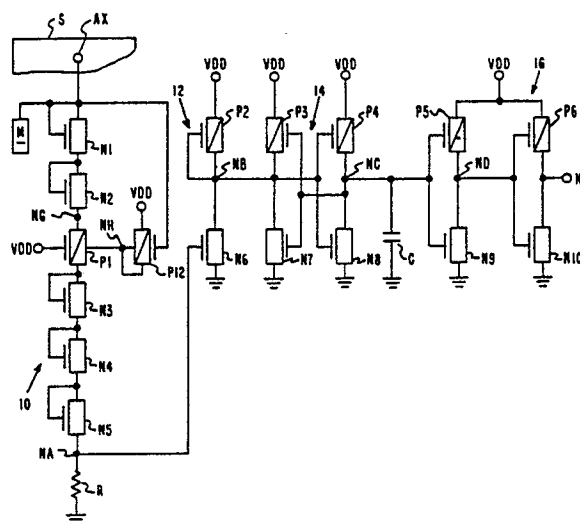 S AX
VDD VDD VDD VDD
12 14 16
P2 P3 P4 P5 P6
M
N1
N2
NB NC ND N
NG
NH VDD
VDD
P1 P12
N6 N7 N8 C N9 N10
N3
N4
10
N5
NA
R